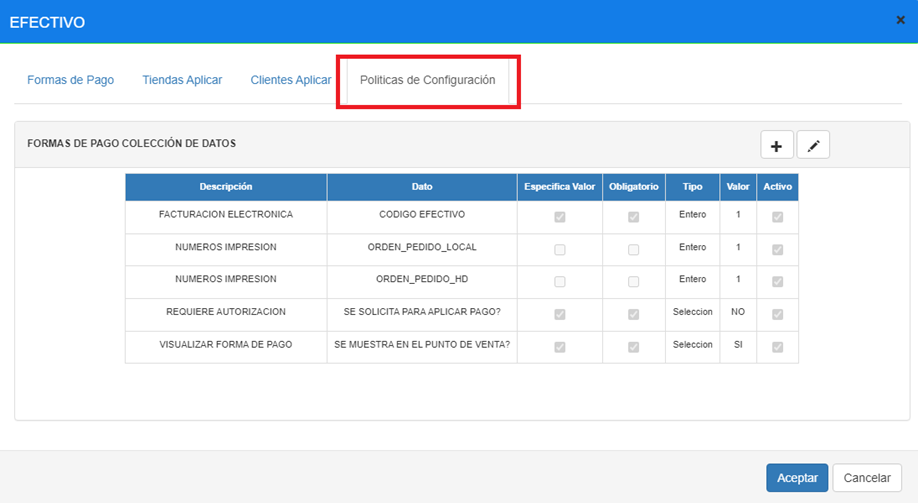 EFECTIVO
Formas de Pago Tiendas Aplicar Clientes Aplicar Políticas de Configuración
FORMAS DE PAGO COLECCIÓN DE DATOS
Descripción Dato Especifica Valor Obligatorio Tipo Valor Activo
FACTURACION ELECTRONICA CODIGO EFECTIVO Entero 1
NUMEROS IMPRESION ORDEN_PEDIDO_LOCAL Entero 1
NUMEROS IMPRESION ORDEN_PEDIDO_HD Entero 1
REQUIERE AUTORIZACION SE SOLICITA PARA APLICAR PAGO? Seleccion NO
VISUALIZAR FORMA DE PAGO SE MUESTRA EN EL PUNTO DE VENTA? Seleccion SI
Aceptar Cancelar